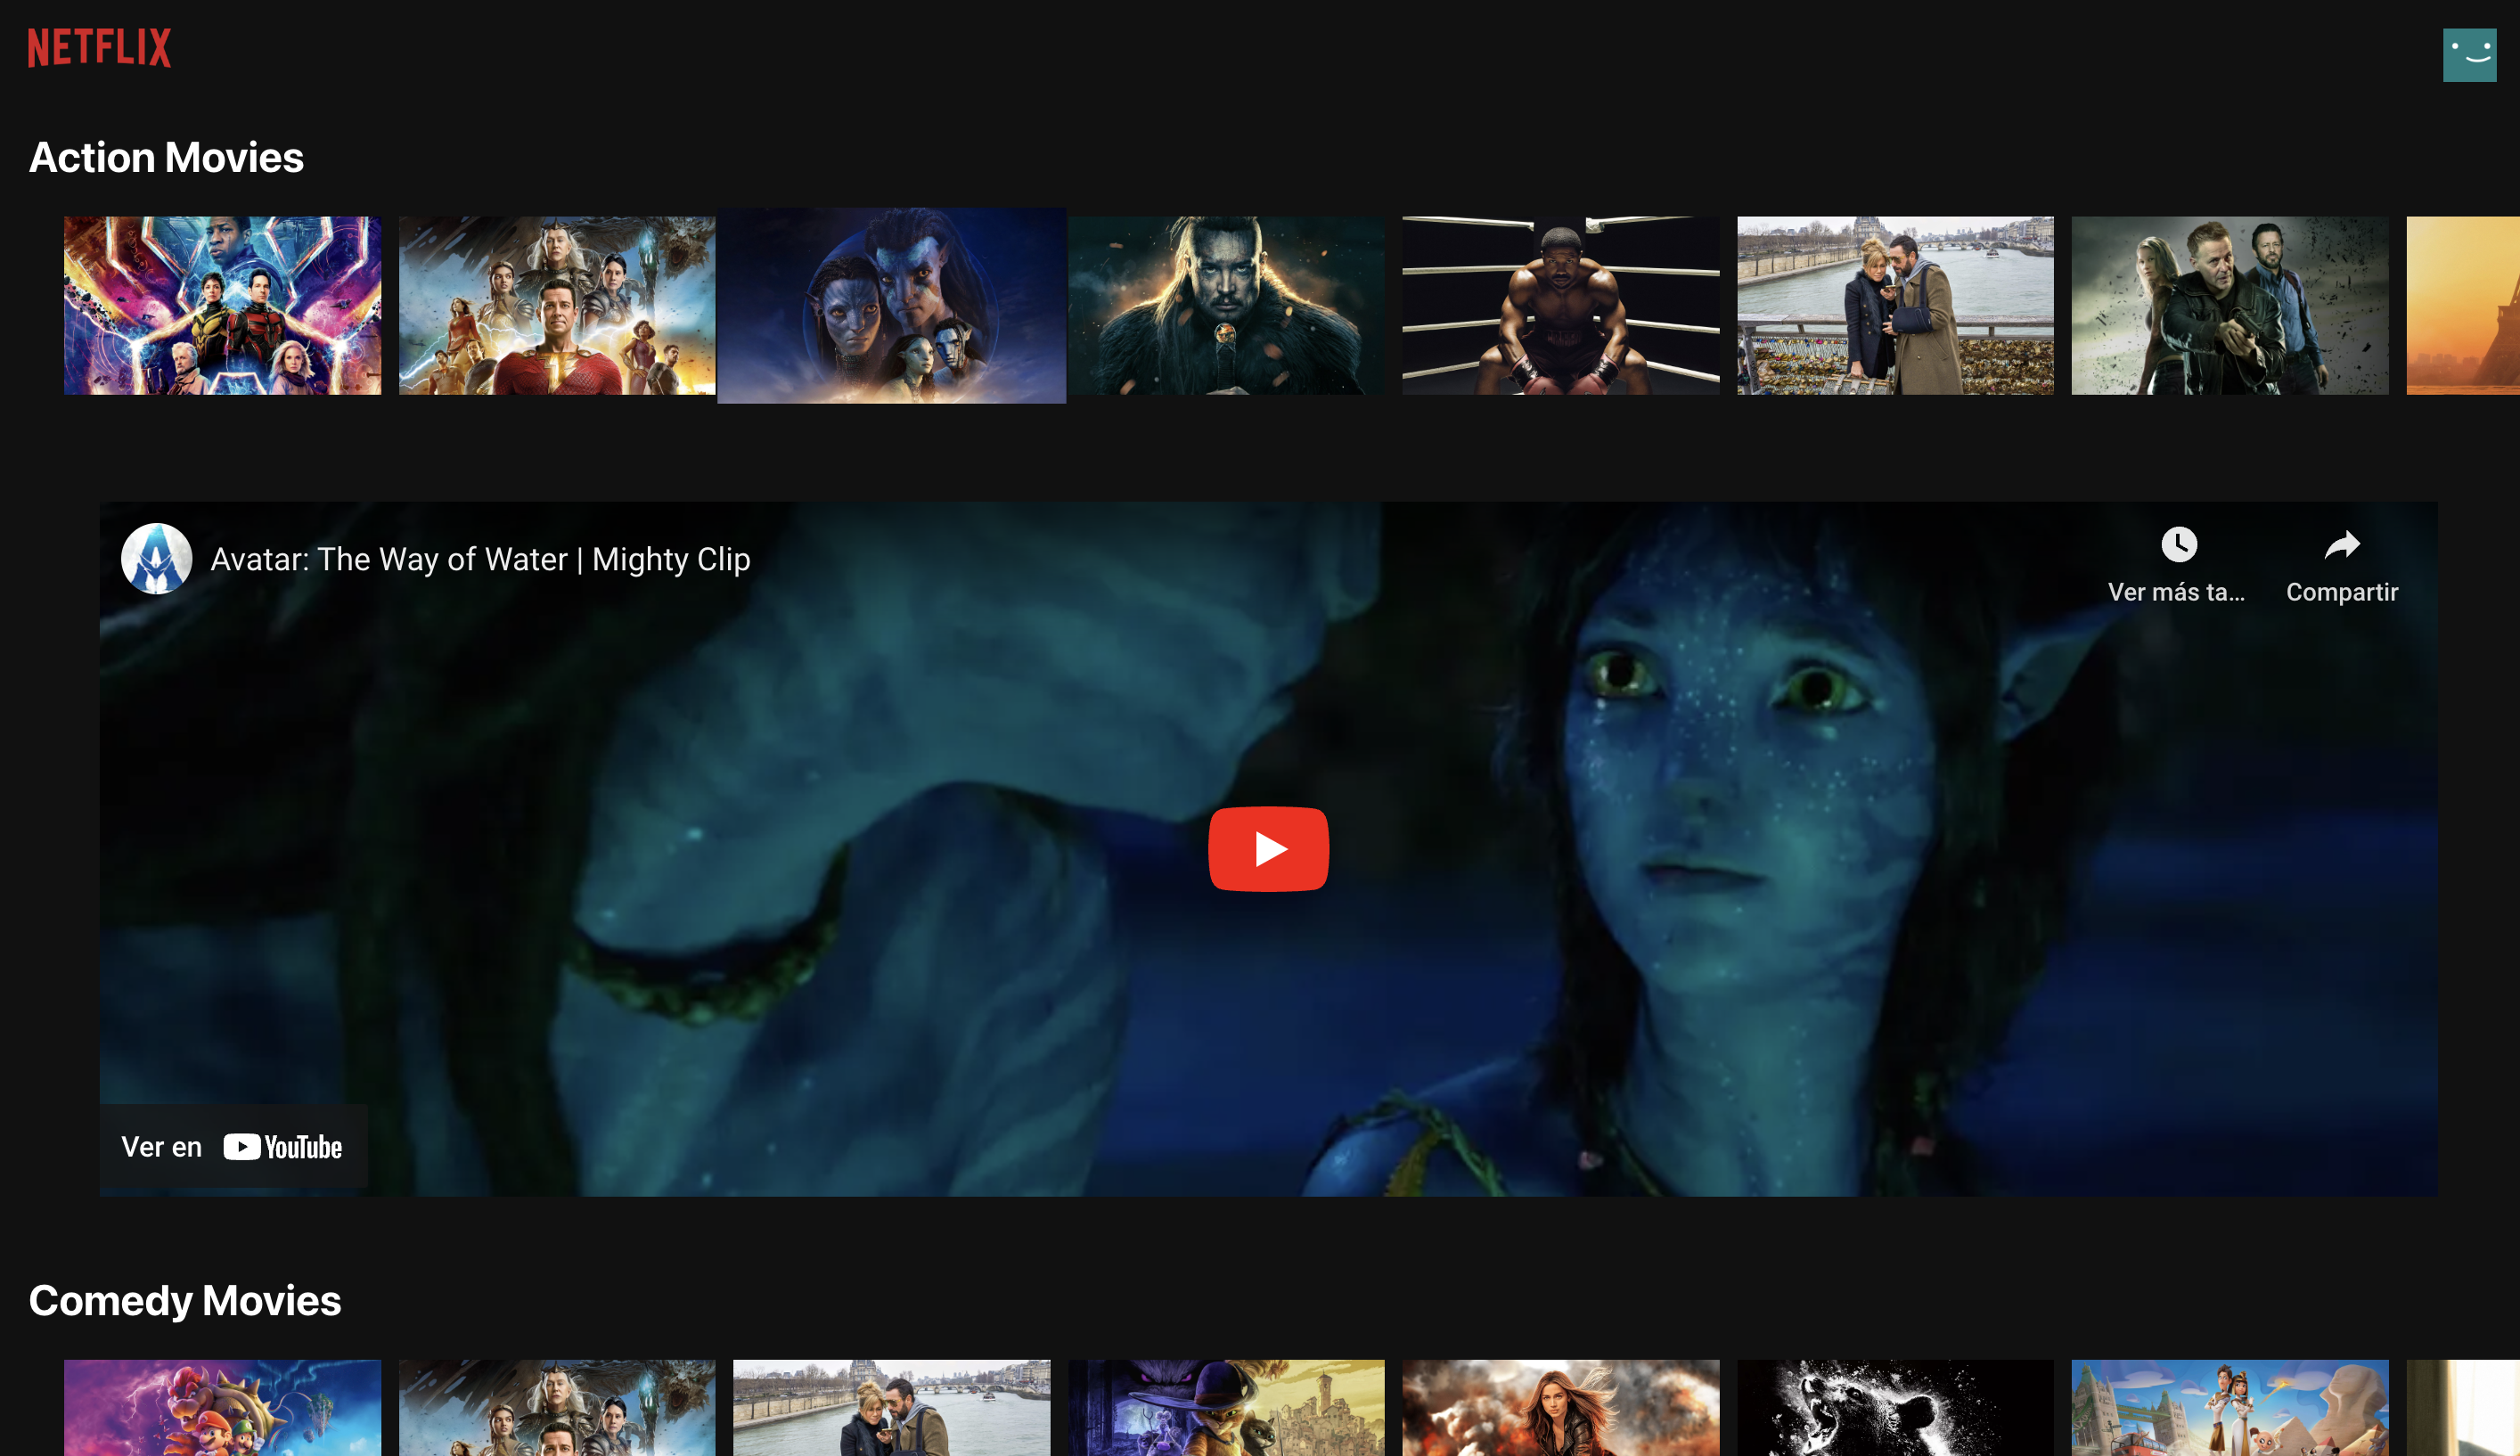 NETFLIX
Action Movies
Avatar: The Way of Water | Mighty Clip
Ver más ta...
Compartir
Ver en YouTube
Comedy Movies